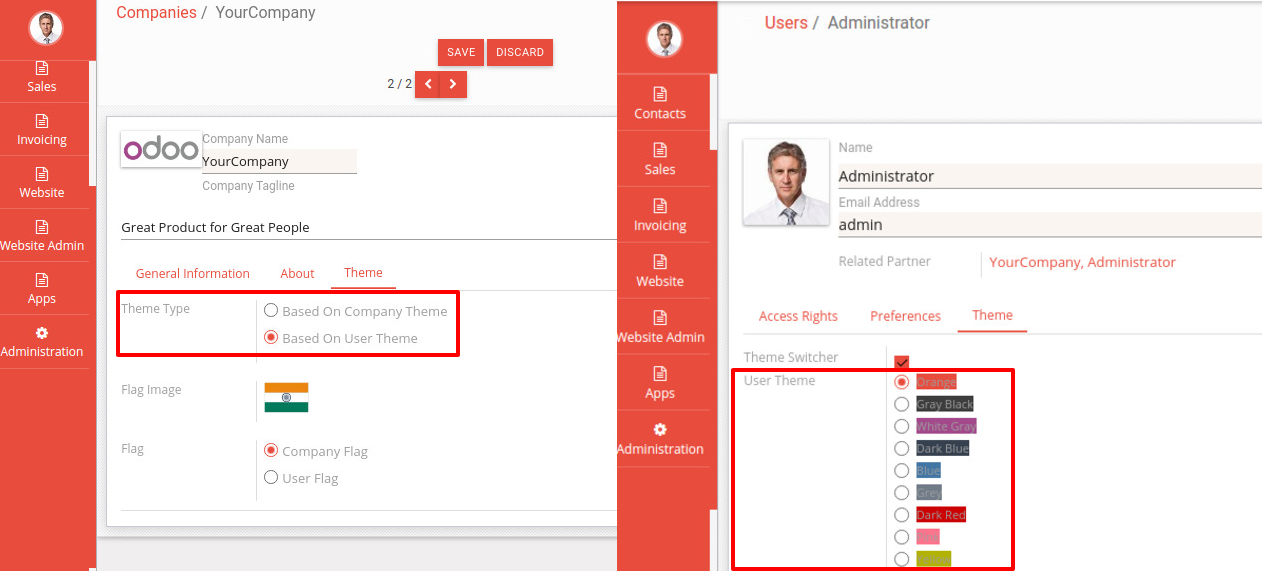 Companies / YourCompany
SAVE DISCARD
2 / 2
Sales
Invoicing
Website
Website Admin
Apps
Administration
odoo
Company Name
YourCompany
Company Tagline
Great Product for Great People
General Information About Theme
Theme Type
Based On Company Theme
Based On User Theme
Flag Image
Flag
Company Flag
User Flag
Users / Administrator
Contacts
Sales
Invoicing
Website
Website Admin
Apps
Administration
Name
Administrator
Email Address
admin
Related Partner YourCompany, Administrator
Access Rights Preferences Theme
Theme Switcher
User Theme
Orange
Gray Black
White Gray
Dark Blue
Blue
Grey
Dark Red